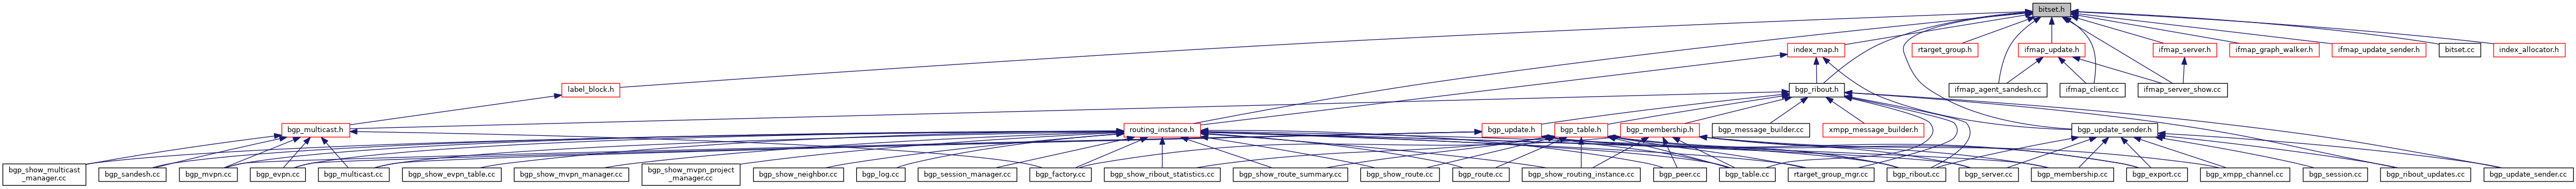 bitset.h
index_map.h
rtarget_group.h
ifmap_update.h
ifmap_server.h
ifmap_graph_walker.h
ifmap_update_sender.h
bitset.cc
index_allocator.h
label_block.h
bgp_ribout.h
ifmap_agent_sandesh.cc
ifmap_client.cc
ifmap_server_show.cc
bgp_multicast.h
routing_instance.h
bgp_update.h
bgp_table.h
bgp_membership.h
bgp_message_builder.cc
xmpp_message_builder.h
bgp_update_sender.h
bgp_show_multicast
_manager.cc
bgp_sandesh.cc
bgp_mvpn.cc
bgp_evpn.cc
bgp_multicast.cc
bgp_show_evpn_table.cc
bgp_show_mvpn_manager.cc
bgp_show_mvpn_project
_manager.cc
bgp_show_neighbor.cc
bgp_log.cc
bgp_session_manager.cc
bgp_factory.cc
bgp_show_ribout_statistics.cc
bgp_show_route_summary.cc
bgp_show_route.cc
bgp_route.cc
bgp_show_routing_instance.cc
bgp_peer.cc
bgp_table.cc
rtarget_group_mgr.cc
bgp_ribout.cc
bgp_server.cc
bgp_membership.cc
bgp_export.cc
bgp_xmpp_channel.cc
bgp_session.cc
bgp_ribout_updates.cc
bgp_update_sender.cc